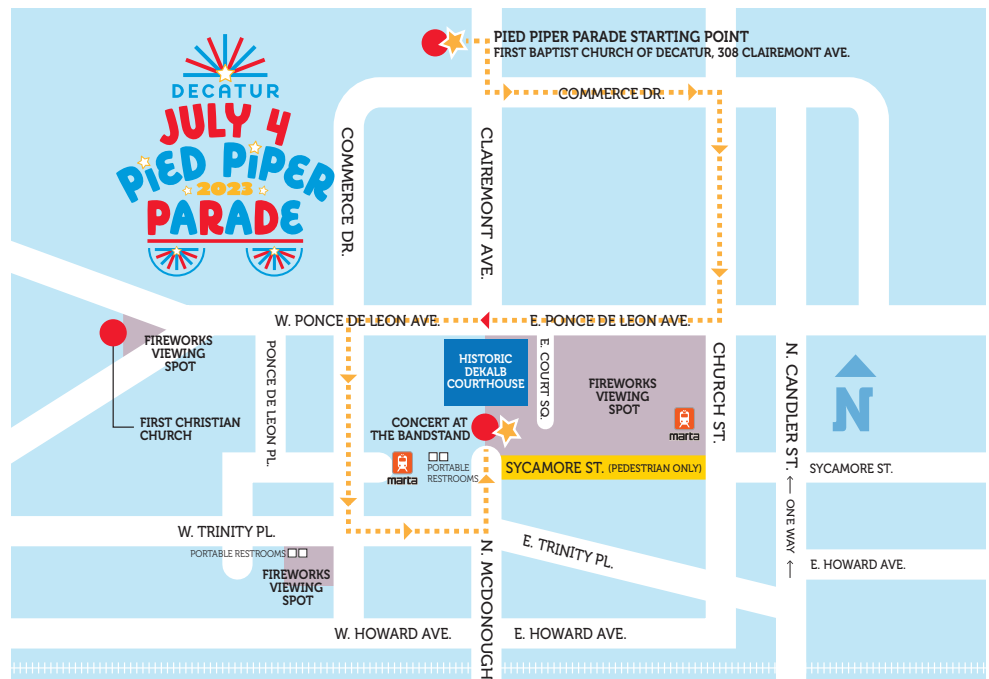 DECATUR
JULY 4
PiED PiPER
2023
PARADE
PIED PIPER PARADE STARTING POINT
FIRST BAPTIST CHURCH OF DECATUR, 308 CLAIREMONT AVE.
COMMERCE DR.
COMMERCE DR.
CLAIREMONT AVE.
W. PONCE DE LEON AVE.
E. PONCE DE LEON AVE.
FIREWORKS
VIEWING
SPOT
FIRST CHRISTIAN
CHURCH
PONCE DE LEON PL.
HISTORIC
DEKALB
COURTHOUSE
E. COURT SQ.
FIREWORKS
VIEWING
SPOT
marta
CHURCH ST.
N. CANDLER ST.
ONE WAY
N
CONCERT AT
THE BANDSTAND
marta
PORTABLE
RESTROOMS
SYCAMORE ST. (PEDESTRIAN ONLY)
SYCAMORE ST.
W. TRINITY PL.
PORTABLE RESTROOMS
FIREWORKS
VIEWING
SPOT
E. TRINITY PL.
N. MCDONOUGH
E. HOWARD AVE.
W. HOWARD AVE.
E. HOWARD AVE.